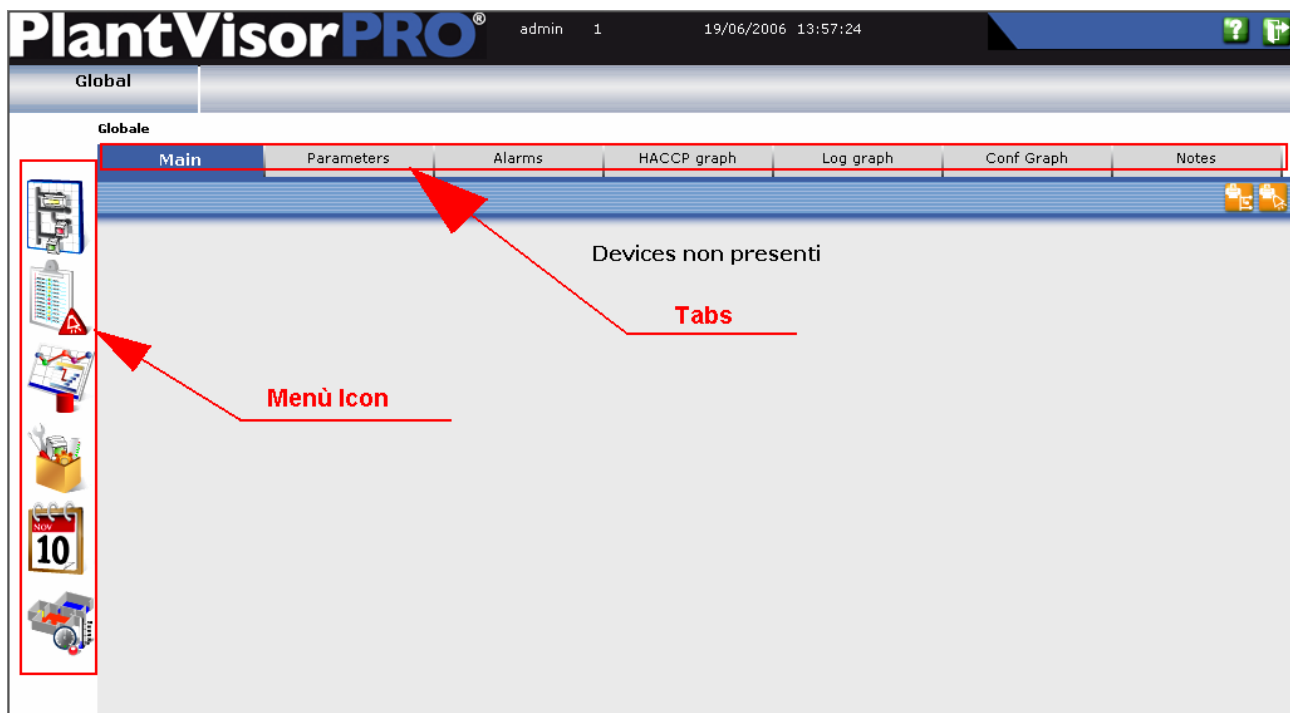 PlantVisorPRO® admin 1 19/06/2006 13:57:24 ?
Global
Globale
Main Parameters Alarms HACCP graph Log graph Conf Graph Notes
Devices non presenti
Tabs
Menù Icon
NOV
10